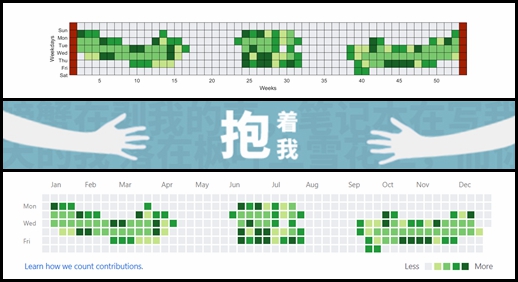 Weekdays
Sun
Mon
Tue
Wed
Thu
Fri
Sat
5 10 15 20 25 30 35 40 45 50
Weeks
抱着我
Jan Feb Mar Apr May Jun Jul Aug Sep Oct Nov Dec
Mon
Wed
Fri
Learn how we count contributions.
Less More